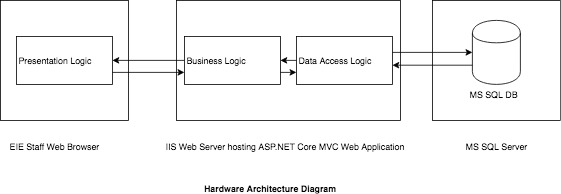 Presentation Logic
Business Logic
Data Access Logic
MS SQL DB
EIE Staff Web Browser
IIS Web Server hosting ASP.NET Core MVC Web Application
MS SQL Server
Hardware Architecture Diagram